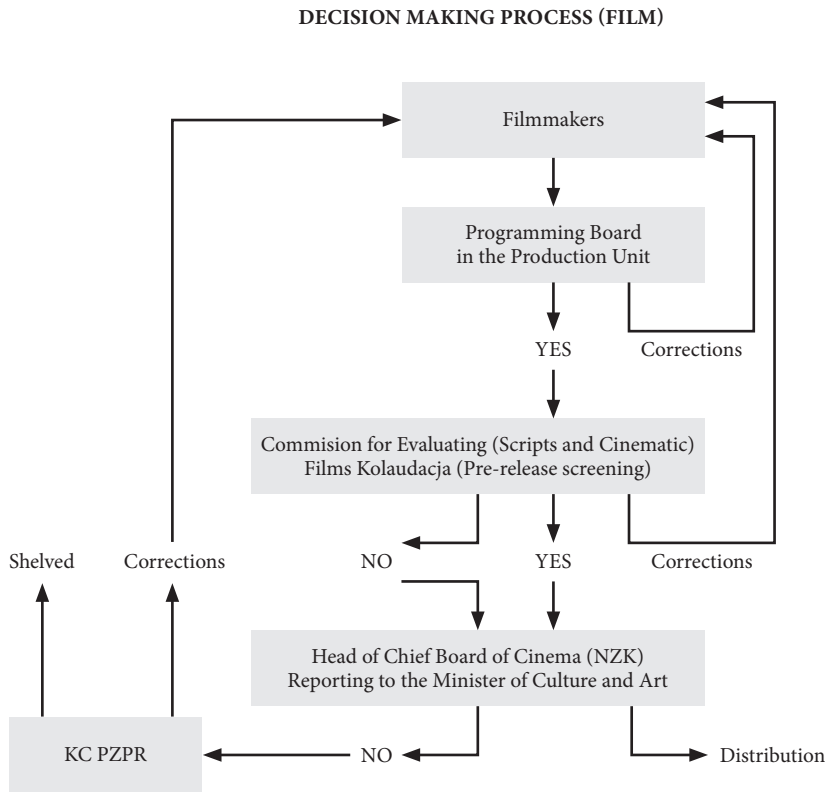 DECISION MAKING PROCESS (FILM)
Filmmakers
Programming Board
in the Production Unit
YES
Corrections
Commision for Evaluating (Scripts and Cinematic)
Films Kolaudacja (Pre-release screening)
Shelved
Corrections
NO
YES
Corrections
Head of Chief Board of Cinema (NZK)
Reporting to the Minister of Culture and Art
KC PZPR
NO
Distribution